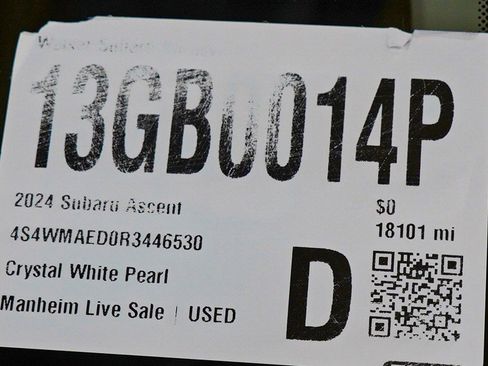 13GB0014P
2024 Subaru Ascent
$0
4S4WMAED0R3446530
18101 mi
Crystal White Pearl
Manheim Live Sale | USED
D